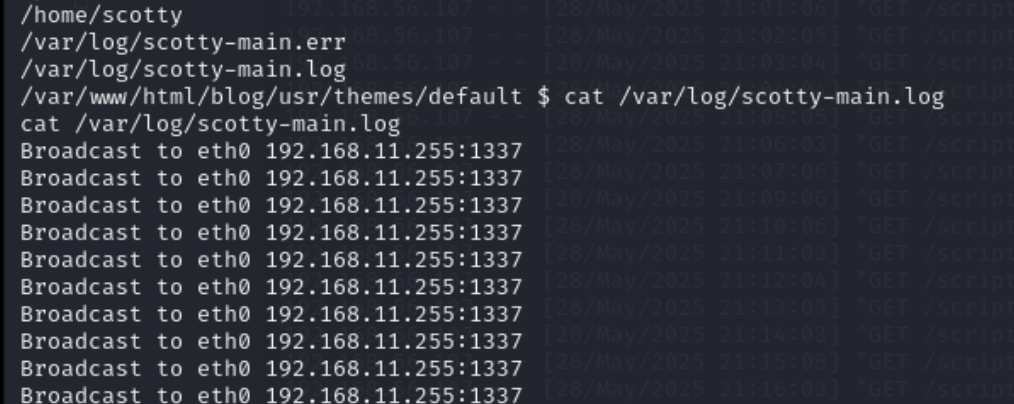 /home/scotty
/var/log/scotty-main.err
/var/log/scotty-main.log
/var/www/html/blog/usr/themes/default $ cat /var/log/scotty-main.log
cat /var/log/scotty-main.log
Broadcast to eth0 192.168.11.255:1337
Broadcast to eth0 192.168.11.255:1337
Broadcast to eth0 192.168.11.255:1337
Broadcast to eth0 192.168.11.255:1337
Broadcast to eth0 192.168.11.255:1337
Broadcast to eth0 192.168.11.255:1337
Broadcast to eth0 192.168.11.255:1337
Broadcast to eth0 192.168.11.255:1337
Broadcast to eth0 192.168.11.255:1337
Broadcast to eth0 192.168.11.255:1337